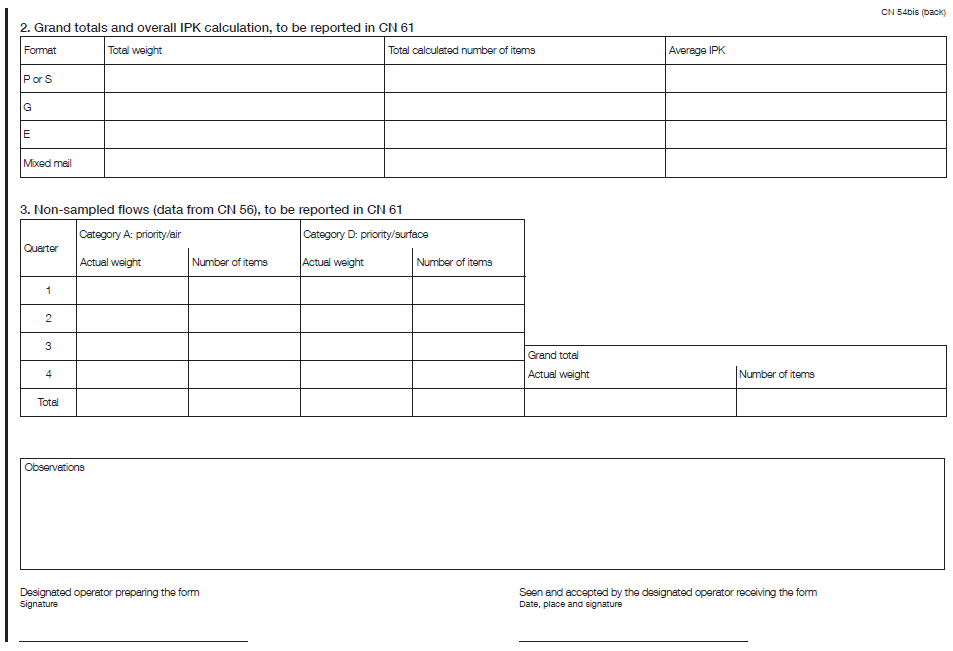 CN 54bis (back)
2. Grand totals and overall IPK calculation, to be reported in CN 61
Format Total weight Total calculated number of items Average IPK
P or S
G
E
Mixed mail
3. Non-sampled flows (data from CN 56), to be reported in CN 61
Quarter Category A: priority/air Category D: priority/surface
Actual weight Number of items Actual weight Number of items
1
2
3
Grand total
4 Actual weight Number of items
Total
Observations
Designated operator preparing the form Seen and accepted by the designated operator receiving the form
Signature Date, place and signature